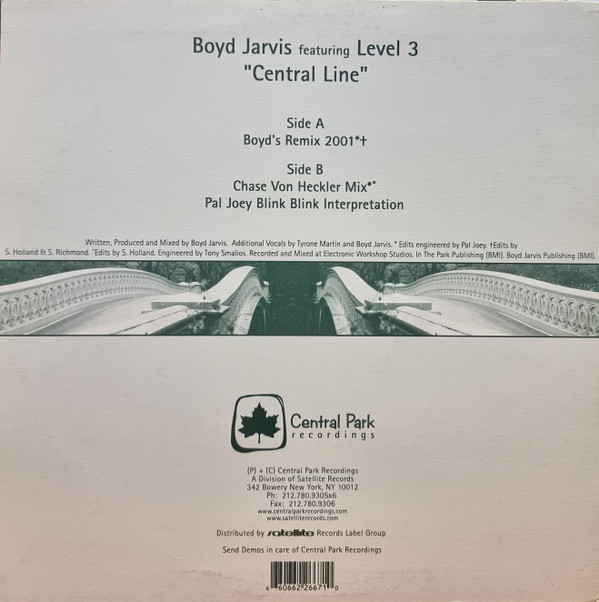 Boyd Jarvis featuring Level 3
"Central Line"
Side A
Boyd's Remix 2001*†
Side B
Chase Von Heckler Mix*˚
Pal Joey Blink Blink Interpretation
Written, Produced and Mixed by Boyd Jarvis. Additional Vocals by Tyrone Martin and Boyd Jarvis. * Edits engineered by Pal Joey. †Edits by
S. Holland & S. Richmond. ˚Edits by S. Holland. Engineered by Tony Smalios. Recorded and Mixed at Electronic Workshop Studios. In The Park Publishing (BMI). Boyd Jarvis Publishing (BMI).
Central Park
recordings
(P) + (C) Central Park Recordings
A Division of Satellite Records
342 Bowery New York, NY 10012
Ph: 212.780.9305x6
Fax: 212.780.9306
www.centralparkrecordings.com
www.satelliterecords.com
Distributed by satellite Records Label Group
Send Demos in care of Central Park Recordings
6 60662 26671 0